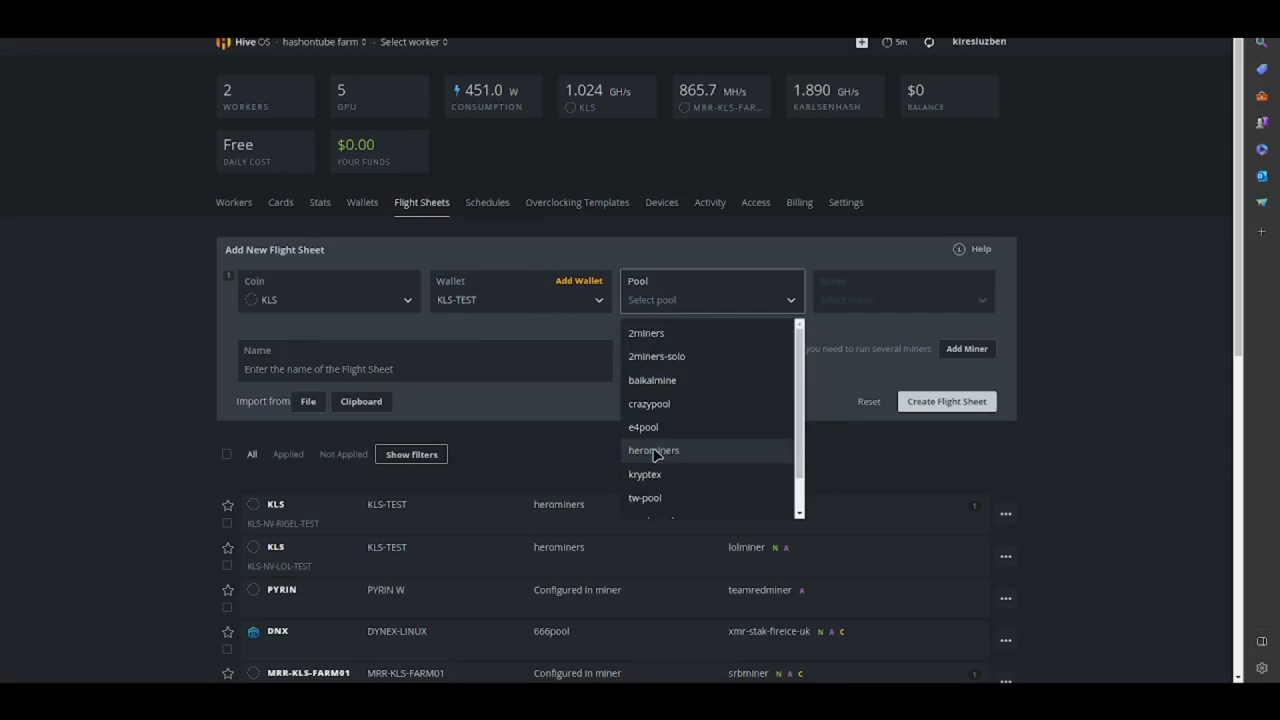 Hive OS hashontube farm Select worker 5m kiresluzben
2 5 451.0 W 1.024 GH/s 865.7 MH/s 1.890 GH/s $0
WORKERS GPU CONSUMPTION KLS MRR-KLS-FAR... KARLSENHASH BALANCE
Free $0.00
DAILY COST YOUR FUNDS
Workers Cards Stats Wallets Flight Sheets Schedules Overclocking Templates Devices Activity Access Billing Settings
Add New Flight Sheet Help
1 Coin Wallet Add Wallet Pool Miner
KLS KLS-TEST Select pool Select miner
2miners
Name you need to run several miners Add Miner
2miners-solo
Enter the name of the Flight Sheet
baikalmine
Import from File Clipboard crazypool Reset Create Flight Sheet
e4pool
All Applied Not Applied Show filters herominers
kryptex
tw-pool
KLS KLS-TEST herominers 1
KLS-NV-RIGEL-TEST
KLS KLS-TEST herominers lolminer N A
KLS-NV-LOL-TEST
PYRIN PYRIN W Configured in miner teamredminer A
DNX DYNEX-LINUX 666pool xmr-stak-fireice-uk N A C
MRR-KLS-FARM01 MRR-KLS-FARM01 Configured in miner srbminer N A C 1